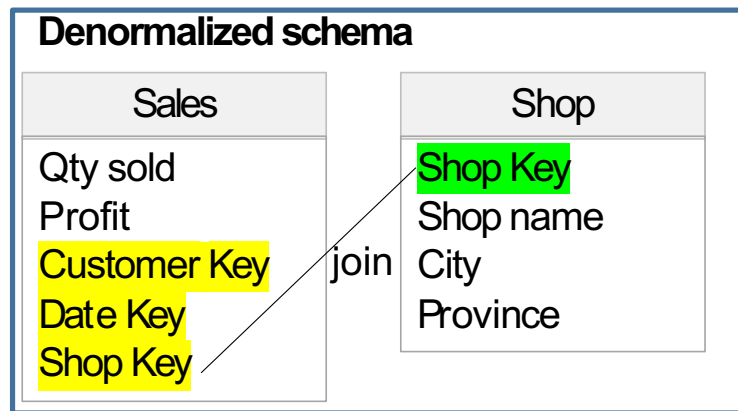 Denormalized schema
Sales
Qty sold
Profit
Customer Key
Date Key
Shop Key
join
Shop
Shop Key
Shop name
City
Province